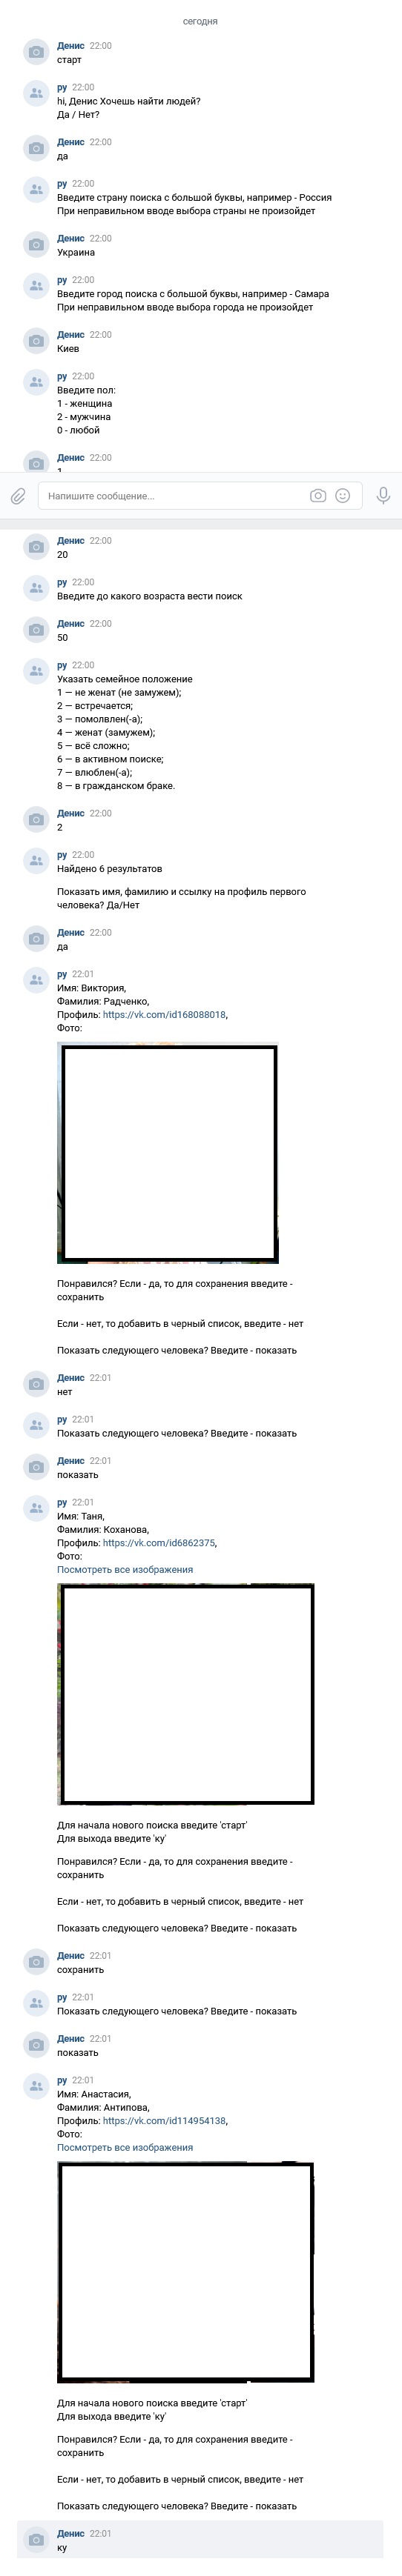 сегодня
Денис 22:00
старт
ру 22:00
hi, Денис Хочешь найти людей?
Да / Нет?
Денис 22:00
да
ру 22:00
Введите страну поиска с большой буквы, например - Россия
При неправильном вводе выбора страны не произойдет
Денис 22:00
Украина
ру 22:00
Введите город поиска с большой буквы, например - Самара
При неправильном вводе выбора города не произойдет
Денис 22:00
Киев
ру 22:00
Введите пол:
1 - женщина
2 - мужчина
0 - любой
Денис 22:00
1
Напишите сообщение...
Денис 22:00
20
ру 22:00
Введите до какого возраста вести поиск
Денис 22:00
50
ру 22:00
Указать семейное положение
1 — не женат (не замужем);
2 — встречается;
3 — помолвлен(-а);
4 — женат (замужем);
5 — всё сложно;
6 — в активном поиске;
7 — влюблен(-а);
8 — в гражданском браке.
Денис 22:00
2
ру 22:00
Найдено 6 результатов
Показать имя, фамилию и ссылку на профиль первого
человека? Да/Нет
Денис 22:00
да
ру 22:01
Имя: Виктория,
Фамилия: Радченко,
Профиль: https://vk.com/id168088018,
Фото:
Понравился? Если - да, то для сохранения введите -
сохранить
Если - нет, то добавить в черный список, введите - нет
Показать следующего человека? Введите - показать
Денис 22:01
нет
ру 22:01
Показать следующего человека? Введите - показать
Денис 22:01
показать
ру 22:01
Имя: Таня,
Фамилия: Коханова,
Профиль: https://vk.com/id6862375,
Фото:
Посмотреть все изображения
Для начала нового поиска введите 'старт'
Для выхода введите 'ку'
Понравился? Если - да, то для сохранения введите -
сохранить
Если - нет, то добавить в черный список, введите - нет
Показать следующего человека? Введите - показать
Денис 22:01
сохранить
ру 22:01
Показать следующего человека? Введите - показать
Денис 22:01
показать
ру 22:01
Имя: Анастасия,
Фамилия: Антипова,
Профиль: https://vk.com/id114954138,
Фото:
Посмотреть все изображения
Для начала нового поиска введите 'старт'
Для выхода введите 'ку'
Понравился? Если - да, то для сохранения введите -
сохранить
Если - нет, то добавить в черный список, введите - нет
Показать следующего человека? Введите - показать
Денис 22:01
ку